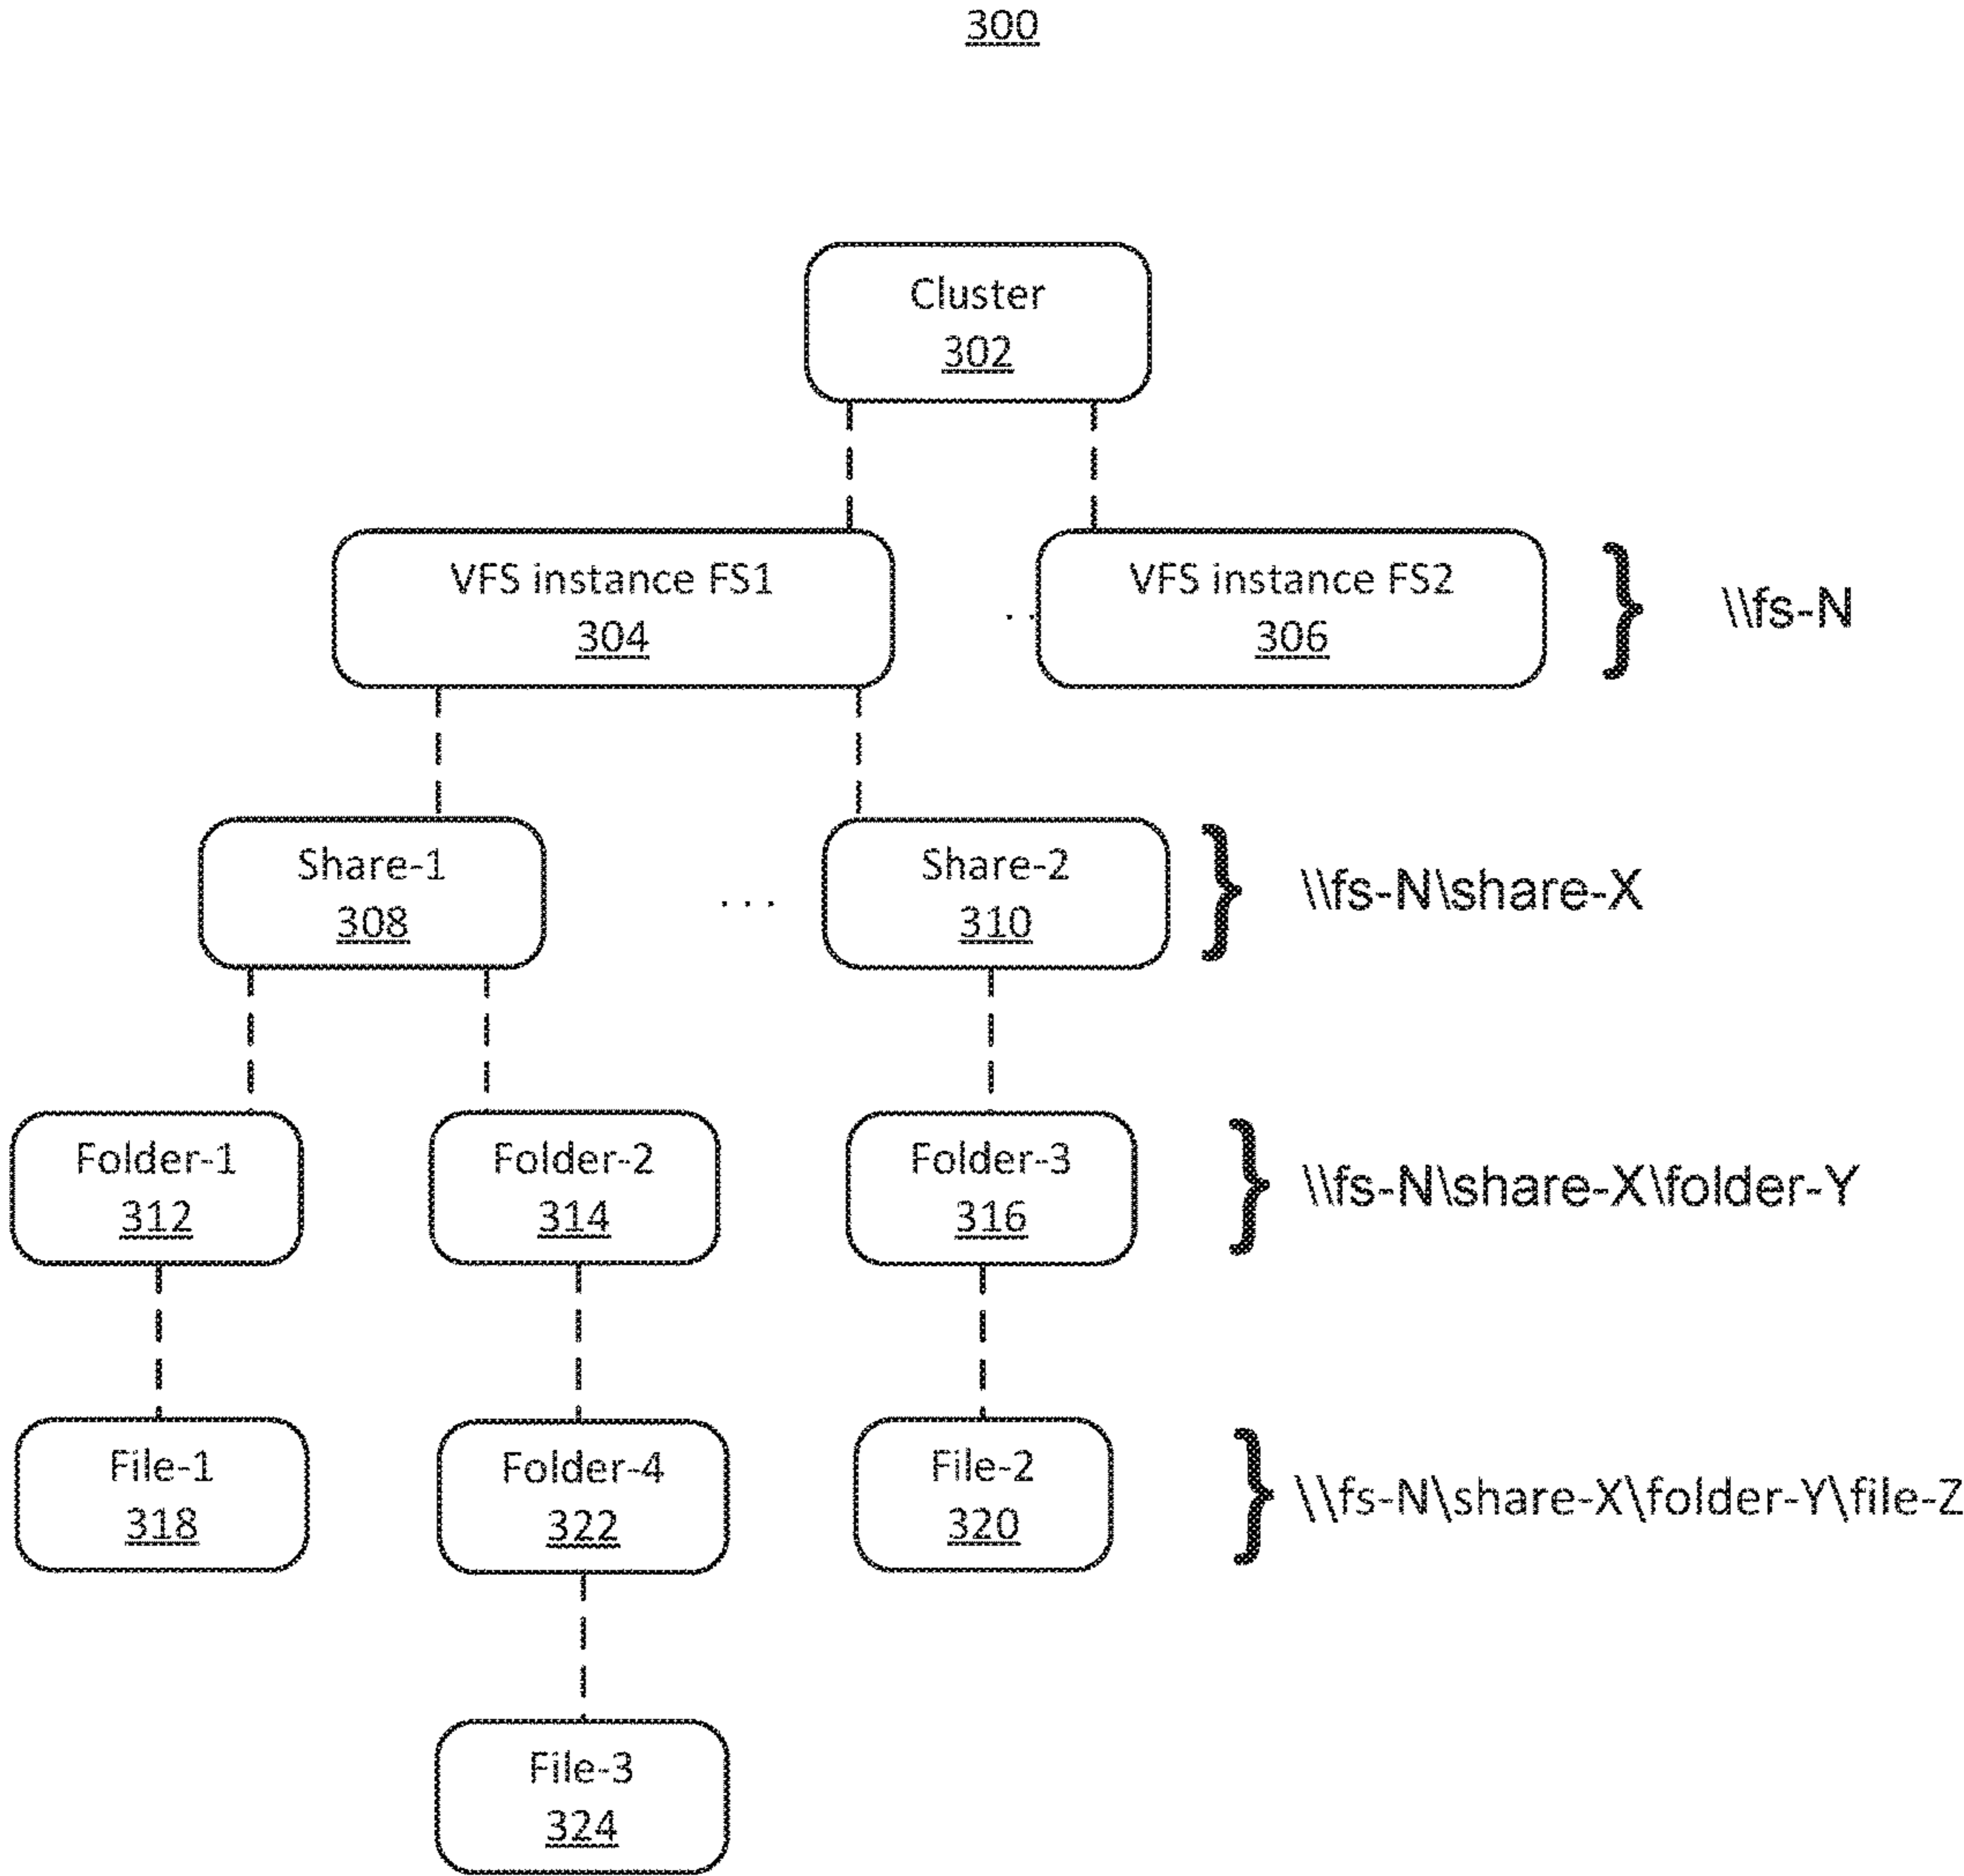 300
Cluster
302
VFS instance FS1
304
..
VFS instance FS2
306
} \\fs-N
Share-1
308
...
Share-2
310
} \\fs-N\share-X
Folder-1
312
Folder-2
314
Folder-3
316
} \\fs-N\share-X\folder-Y
File-1
318
Folder-4
322
File-2
320
} \\fs-N\share-X\folder-Y\file-Z
File-3
324